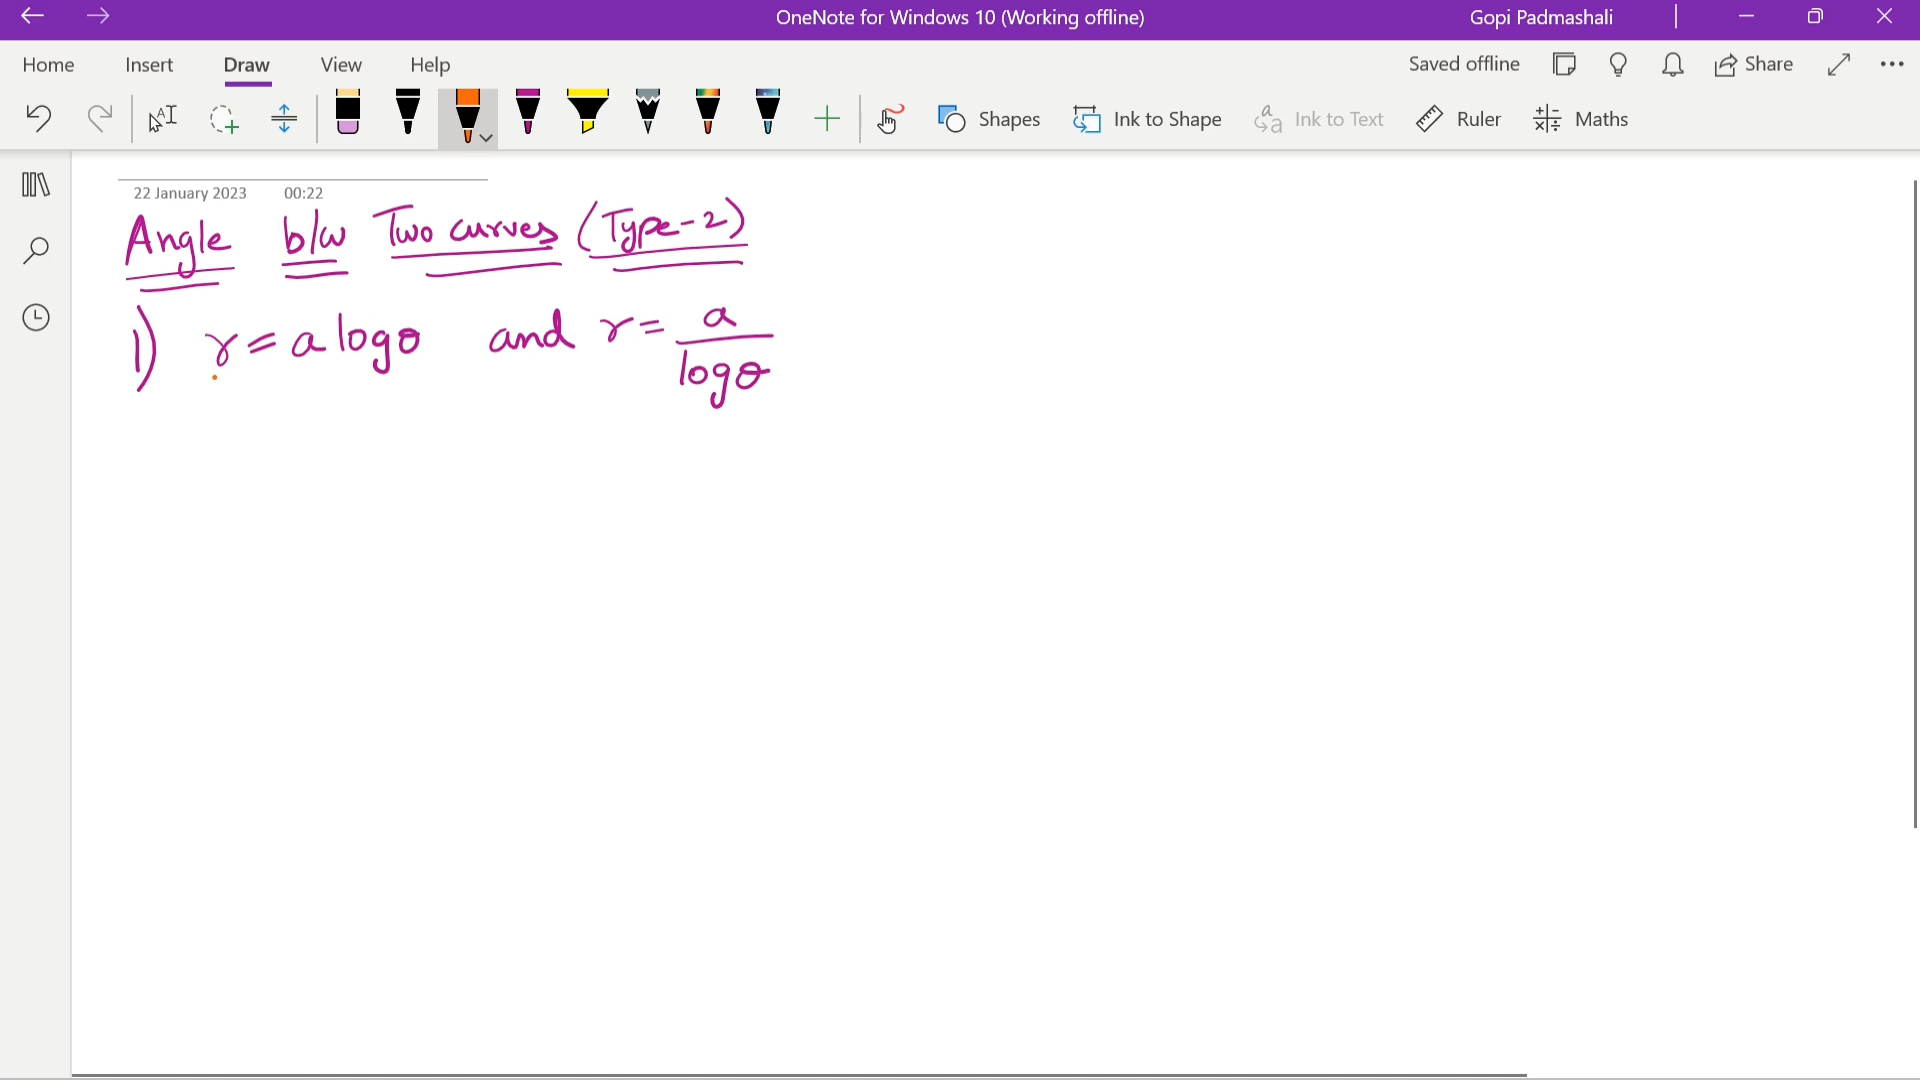 OneNote for Windows 10 (Working offline) Gopi Padmashali
Home Insert Draw View Help Saved offline Share
Shapes Ink to Shape Ink to Text Ruler Maths
22 January 2023 00:22
Angle b/w Two curves (Type-2)
1) r = a logθ and r = a/logθ